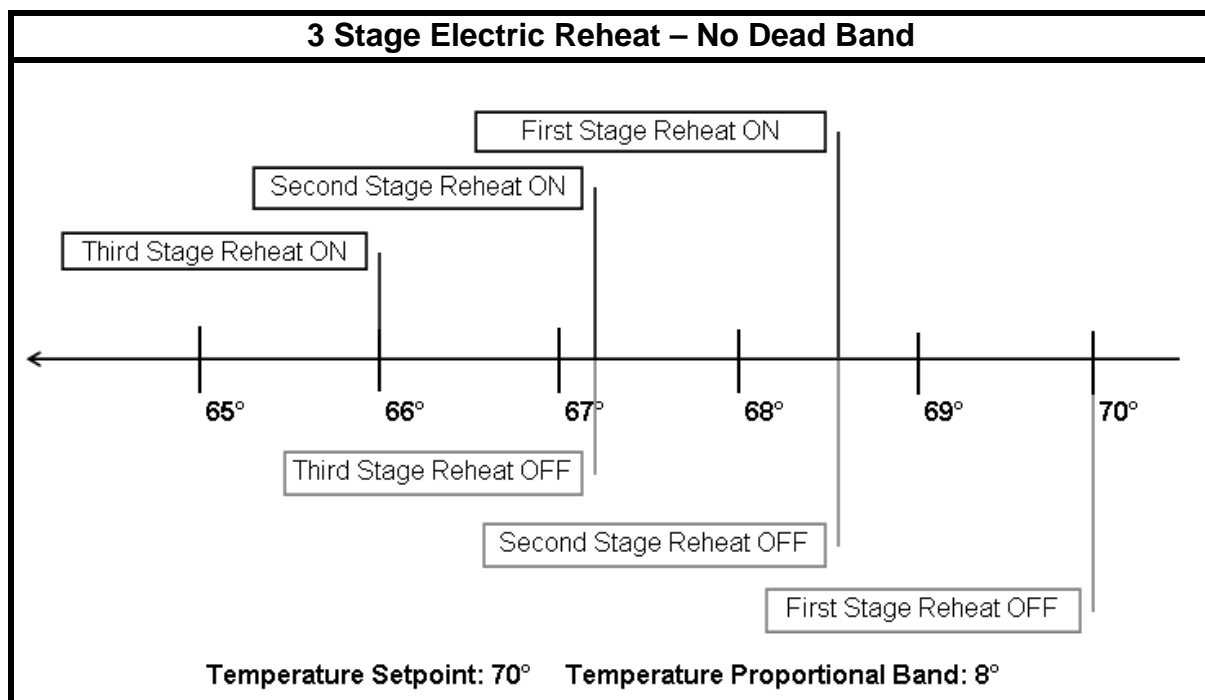 3 Stage Electric Reheat – No Dead Band
First Stage Reheat ON
Second Stage Reheat ON
Third Stage Reheat ON
65° 66° 67° 68° 69° 70°
Third Stage Reheat OFF
Second Stage Reheat OFF
First Stage Reheat OFF
Temperature Setpoint: 70° Temperature Proportional Band: 8°